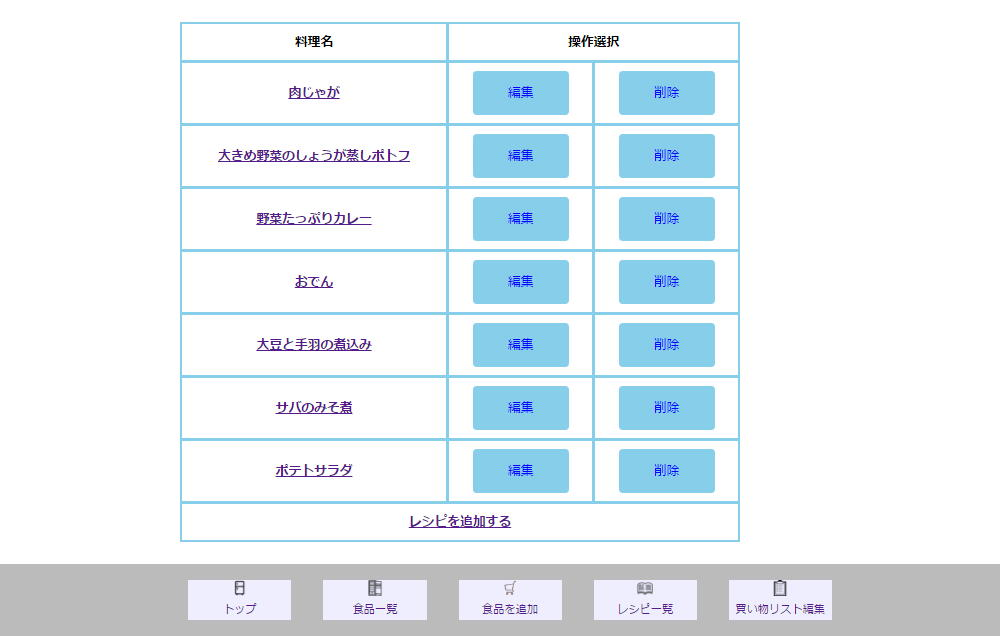 料理名 操作選択
肉じゃが 編集 削除
大きめ野菜のしょうが蒸しポトフ 編集 削除
野菜たっぷりカレー 編集 削除
おでん 編集 削除
大豆と手羽の煮込み 編集 削除
サバのみそ煮 編集 削除
ポテトサラダ 編集 削除
レシピを追加する
トップ 食品一覧 食品を追加 レシピ一覧 買い物リスト編集